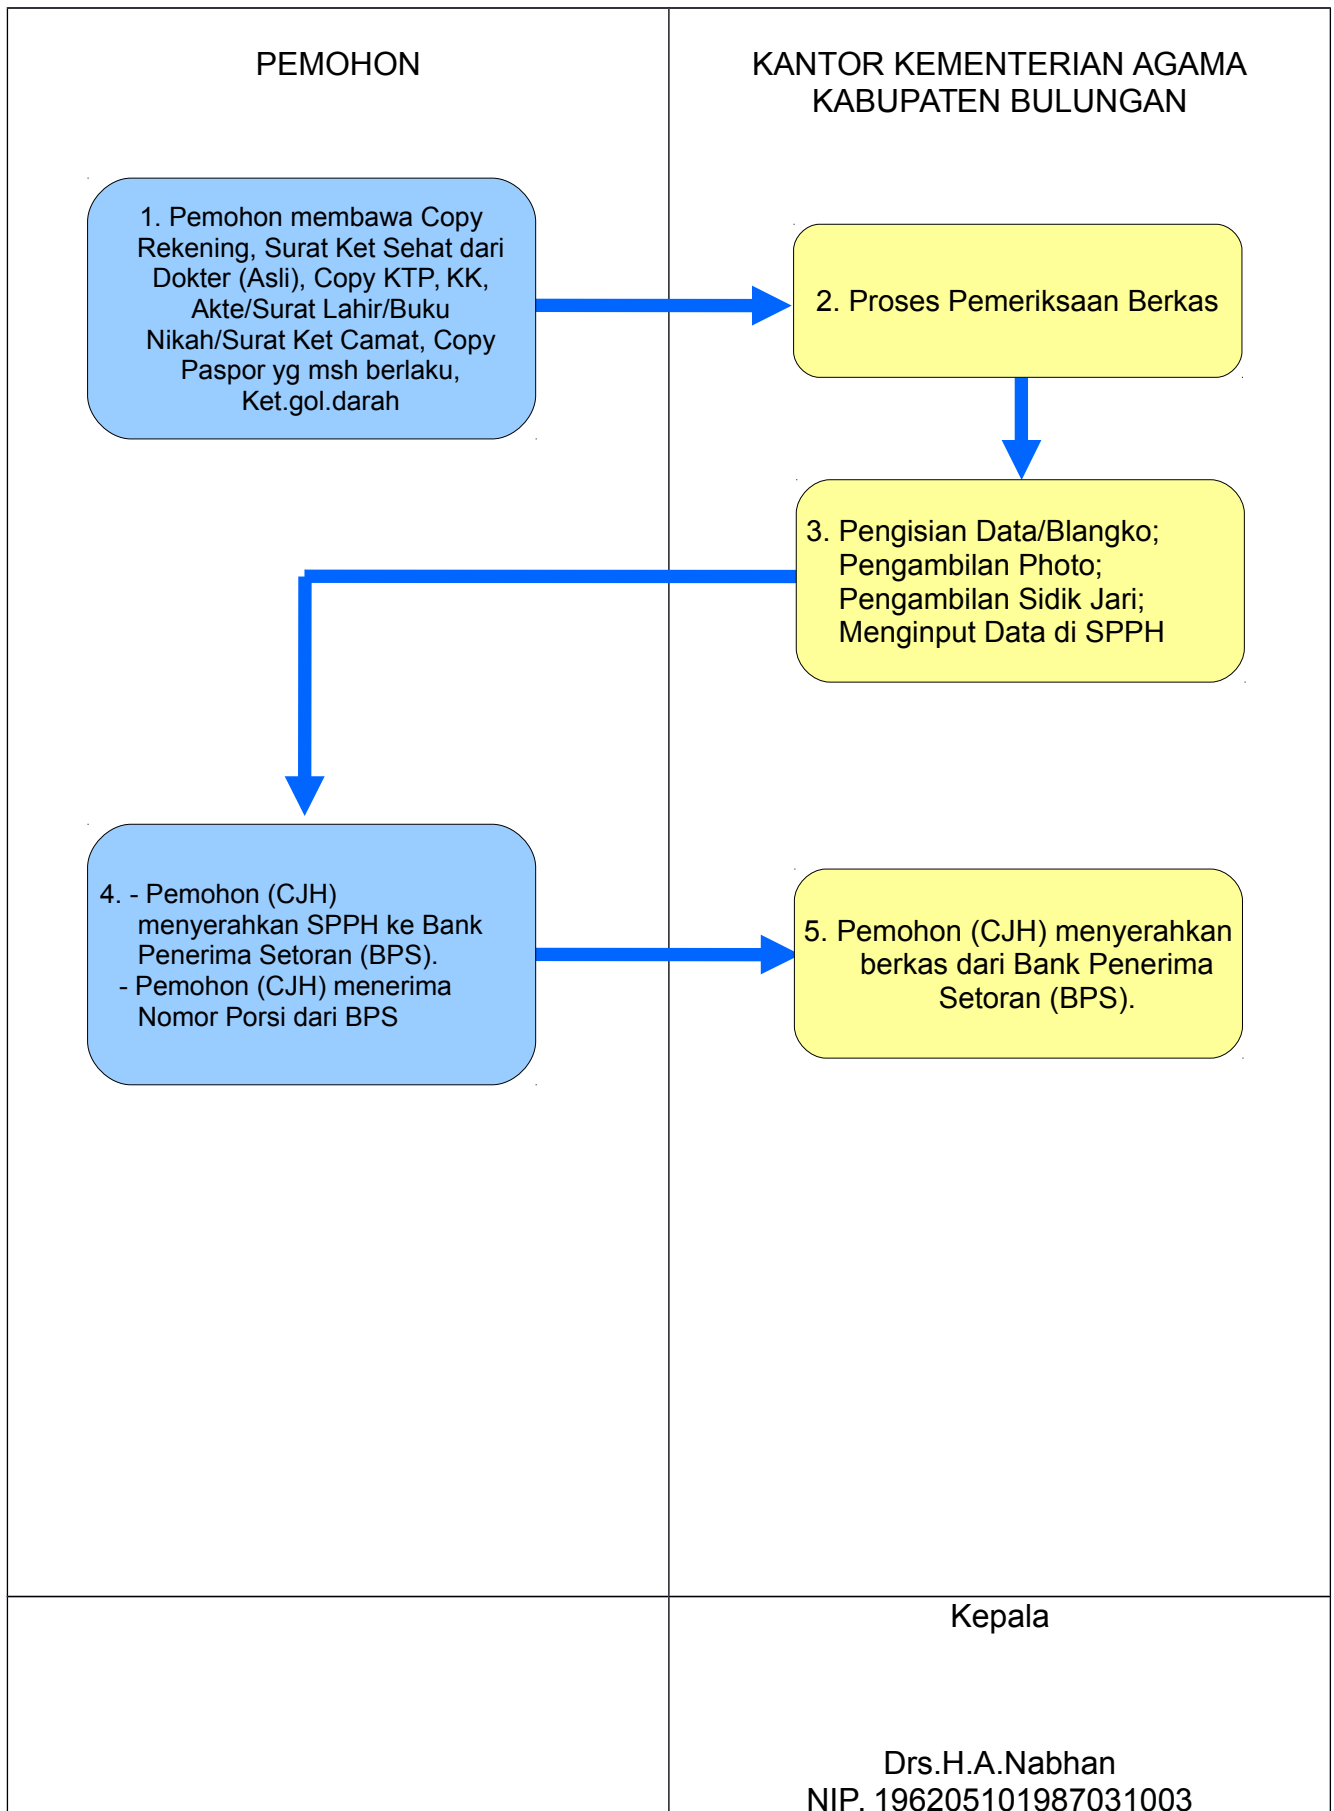 PEMOHON
KANTOR KEMENTERIAN AGAMA
KABUPATEN BULUNGAN
1. Pemohon membawa Copy
Rekening, Surat Ket Sehat dari
Dokter (Asli), Copy KTP, KK,
Akte/Surat Lahir/Buku
Nikah/Surat Ket Camat, Copy
Paspor yg msh berlaku,
Ket.gol.darah
2. Proses Pemeriksaan Berkas
3. Pengisian Data/Blangko;
Pengambilan Photo;
Pengambilan Sidik Jari;
Menginput Data di SPPH
4. - Pemohon (CJH)
menyerahkan SPPH ke Bank
Penerima Setoran (BPS).
- Pemohon (CJH) menerima
Nomor Porsi dari BPS
5. Pemohon (CJH) menyerahkan
berkas dari Bank Penerima
Setoran (BPS).
Kepala
Drs.H.A.Nabhan
NIP. 196205101987031003